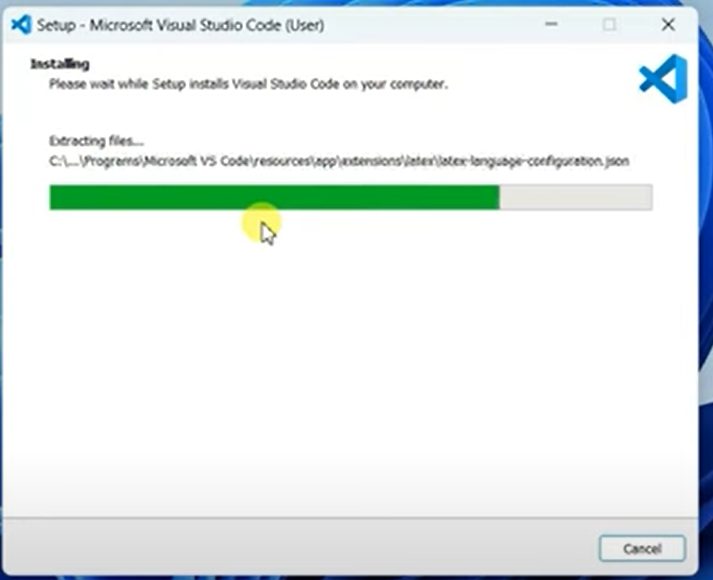 Setup - Microsoft Visual Studio Code (User)
Installing
Please wait while Setup installs Visual Studio Code on your computer.
Extracting files...
C:\...\Programs\Microsoft VS Code\resources\app\extensions\latex\latex-language-configuration.json
Cancel